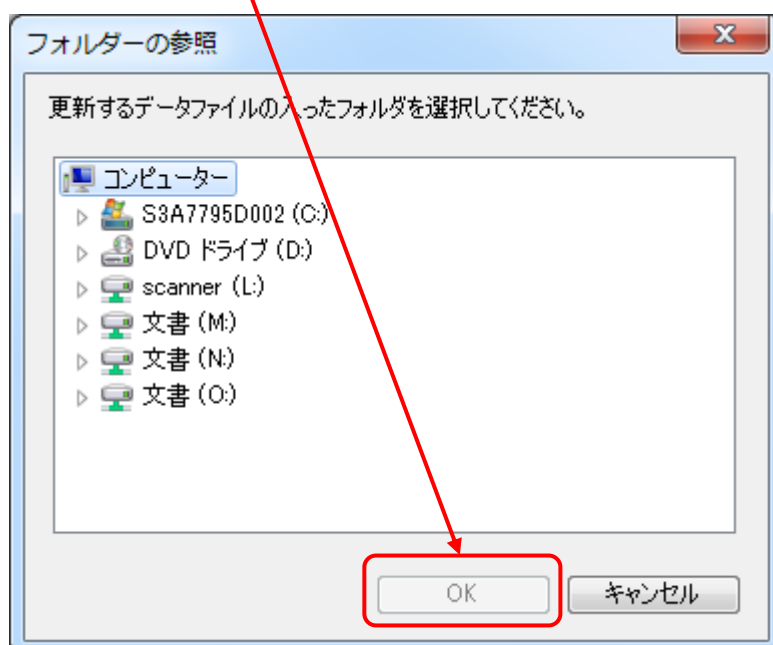 フォルダーの参照
更新するデータファイルの入ったフォルダを選択してください。
コンピューター
S3A7795D002 (C:)
DVD ドライブ (D:)
scanner (L:)
文書 (M:)
文書 (N:)
文書 (O:)
OK
キャンセル